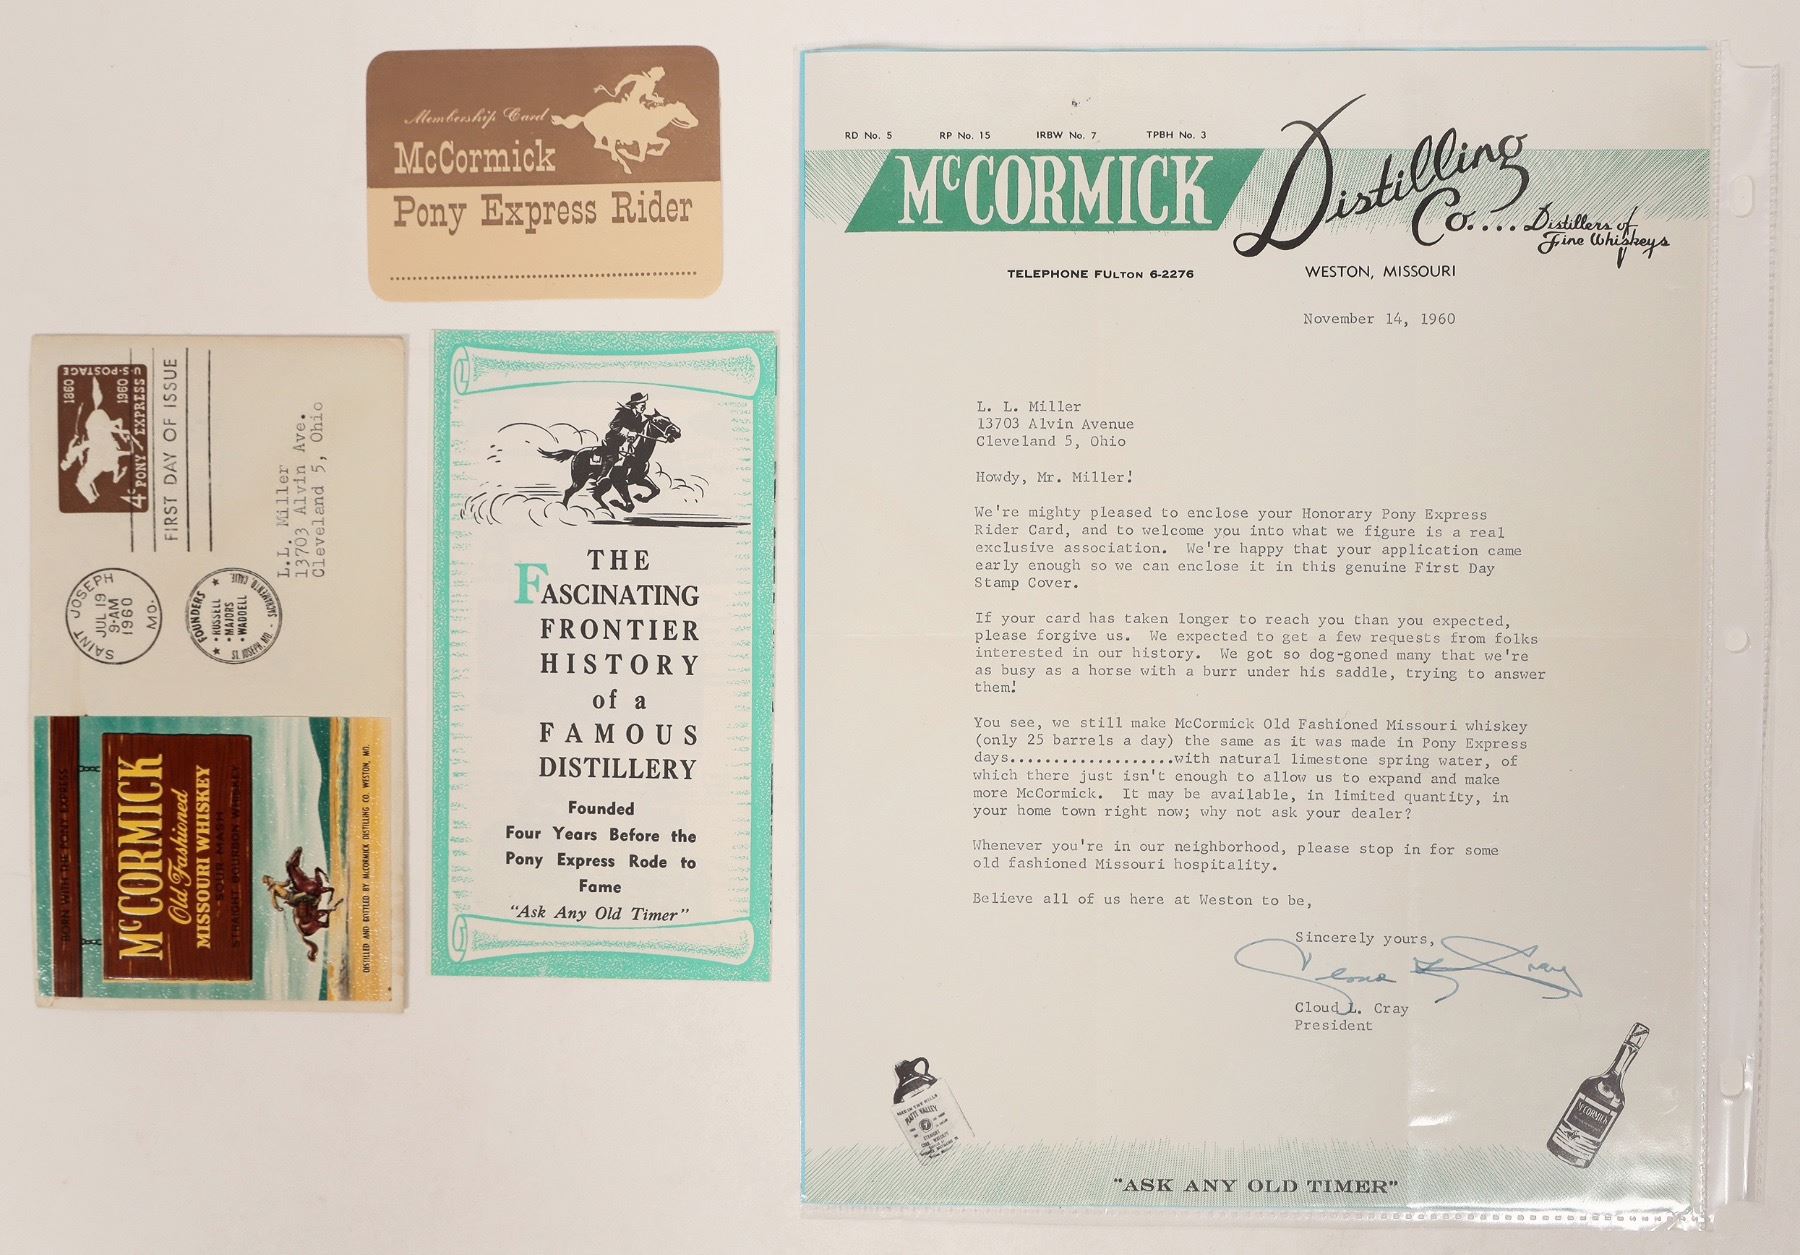 Membership Card
McCormick
Pony Express Rider
1860 1960 U·S·POSTAGE
4¢ PONY EXPRESS
FIRST DAY OF ISSUE
L.L. Miller
13703 Alvin Ave.
Cleveland 5, Ohio
SAINT JOSEPH
JUL 19
9-AM
1960
MO.
FOUNDERS
• RUSSELL
• MAJORS
• WADDELL
ST. JOSEPH, MO. - SACRAMENTO, CALIF.
BORN WITH THE PONY EXPRESS
McCORMICK
Old Fashioned
MISSOURI WHISKEY
SOUR MASH
STRAIGHT BOURBON WHISKEY
DISTILLED AND BOTTLED BY McCORMICK DISTILLING CO. WESTON, MO.
THE
FASCINATING
FRONTIER
HISTORY
of a
FAMOUS
DISTILLERY
Founded
Four Years Before the
Pony Express Rode to
Fame
"Ask Any Old Timer"
RD No. 5 RP No. 15 IRBW No. 7 TPBH No. 3
McCORMICK Distilling
Co.... Distillers of
Fine Whiskeys
TELEPHONE FULTON 6-2276 WESTON, MISSOURI
November 14, 1960
L. L. Miller
13703 Alvin Avenue
Cleveland 5, Ohio
Howdy, Mr. Miller!
We're mighty pleased to enclose your Honorary Pony Express
Rider Card, and to welcome you into what we figure is a real
exclusive association. We're happy that your application came
early enough so we can enclose it in this genuine First Day
Stamp Cover.
If your card has taken longer to reach you than you expected,
please forgive us. We expected to get a few requests from folks
interested in our history. We got so dog-goned many that we're
as busy as a horse with a burr under his saddle, trying to answer
them!
You see, we still make McCormick Old Fashioned Missouri whiskey
(only 25 barrels a day) the same as it was made in Pony Express
days...................with natural limestone spring water, of
which there just isn't enough to allow us to expand and make
more McCormick. It may be available, in limited quantity, in
your home town right now; why not ask your dealer?
Whenever you're in our neighborhood, please stop in for some
old fashioned Missouri hospitality.
Believe all of us here at Weston to be,
Sincerely yours,
Cloud L. Cray
Cloud L. Cray
President
PLATTE VALLEY
STRAIGHT
CORN WHISKEY
McCORMICK
"ASK ANY OLD TIMER"